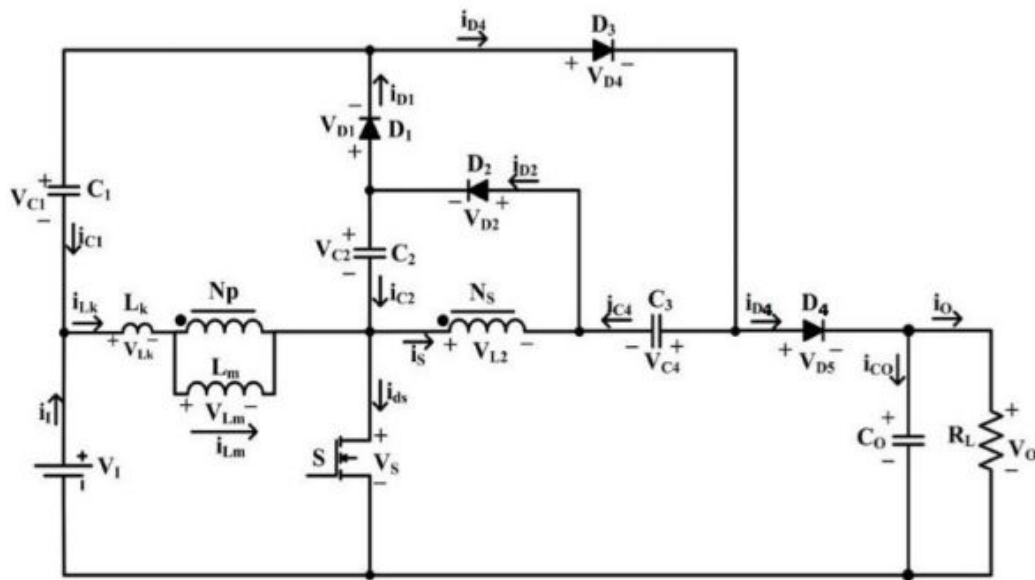 iD4
D3
+ VD4 −
iD1
−
VD1
D1
+
D2
iD2
− VD2 +
+
VC1
C1
−
iC1
+
VC2
C2
−
iC2
iLk
Lk
Np
+ VLk −
Lm
+ VLm −
iLm
Ns
iS
+ VL2 −
iC4
C3
− VC4 +
iD4
D4
+ VD5 −
iO
iCO
iI
+
VI
ids
S
+
VS
−
+
CO
−
RL
+
VO
−